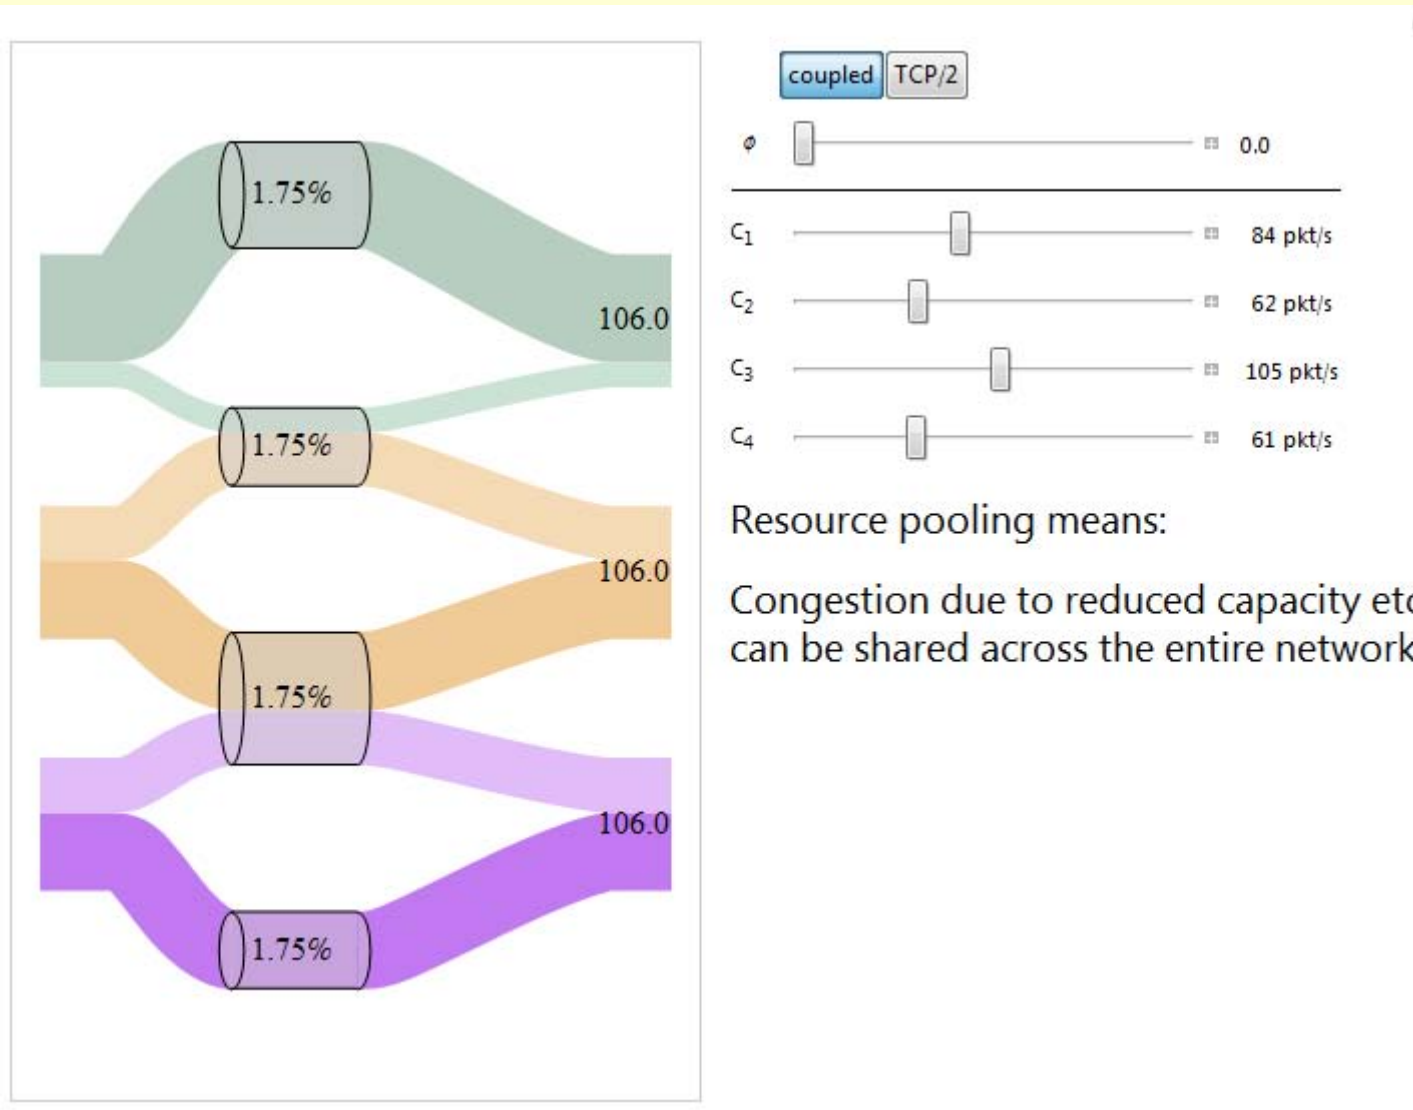 1.75%
106.0
1.75%
106.0
1.75%
106.0
1.75%
coupled TCP/2
ϕ 0.0
C1 84 pkt/s
C2 62 pkt/s
C3 105 pkt/s
C4 61 pkt/s
Resource pooling means:
Congestion due to reduced capacity etc
can be shared across the entire network